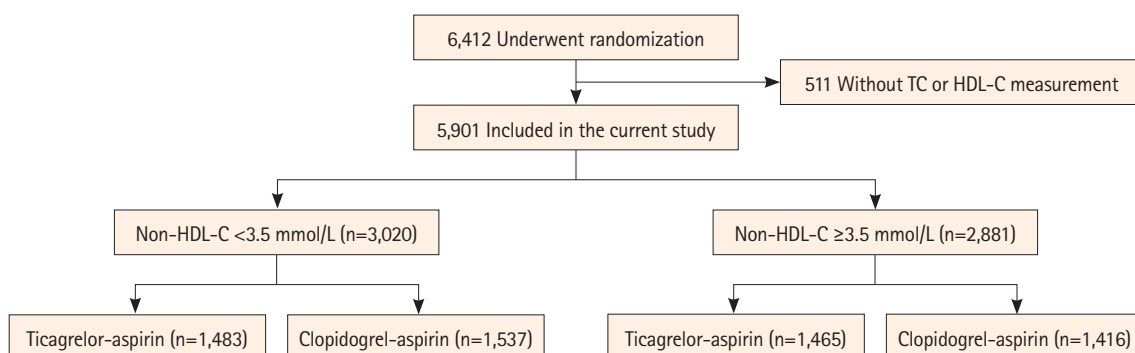 6,412 Underwent randomization
511 Without TC or HDL-C measurement
5,901 Included in the current study
Non-HDL-C <3.5 mmol/L (n=3,020)
Non-HDL-C ≥3.5 mmol/L (n=2,881)
Ticagrelor-aspirin (n=1,483)
Clopidogrel-aspirin (n=1,537)
Ticagrelor-aspirin (n=1,465)
Clopidogrel-aspirin (n=1,416)